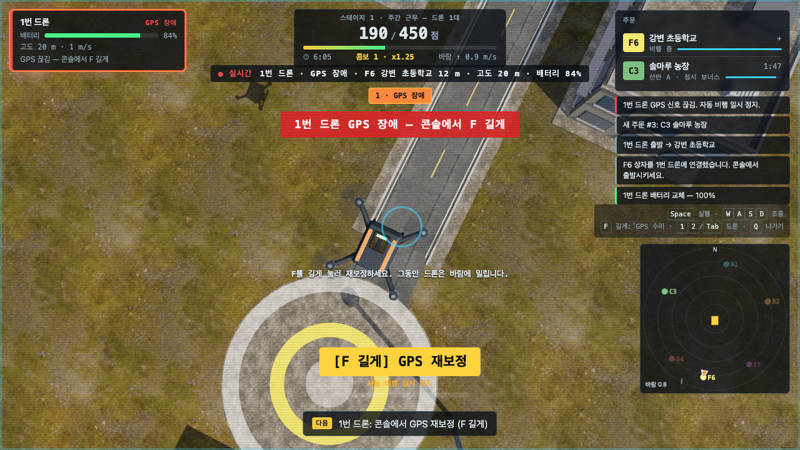 1번 드론
GPS 장애
배터리 84%
고도 20 m · 1 m/s
GPS 끊김 — 콘솔에서 F 길게
스테이지 1 · 주간 근무 — 드론 1대
190 / 450점
6:05 콤보 1 · x1.25 바람 ↑ 0.9 m/s
● 실시간 1번 드론 · GPS 장애 · F6 강변 초등학교 12 m · 고도 20 m · 배터리 84%
1 · GPS 장애
1번 드론 GPS 장애 — 콘솔에서 F 길게
주문
F6 강변 초등학교
비행 중
C3 솔마루 농장 1:47
선반 A · 정시 보너스
1번 드론 GPS 신호 끊김. 자동 비행 일시 정지.
새 주문 #3: C3 솔마루 농장
1번 드론 출발 → 강변 초등학교
F6 상자를 1번 드론에 연결했습니다. 콘솔에서
출발시키세요.
1번 드론 배터리 교체 — 100%
Space 실행 · W A S D 조종
F 길게: GPS 수리 · 1 2 / Tab 드론 · Q 나가기
F를 길게 눌러 재보정하세요. 그동안 드론은 바람에 밀립니다.
N
C3
B2
F6
바람 0.8
[F 길게] GPS 재보정
다음 1번 드론: 콘솔에서 GPS 재보정 (F 길게)